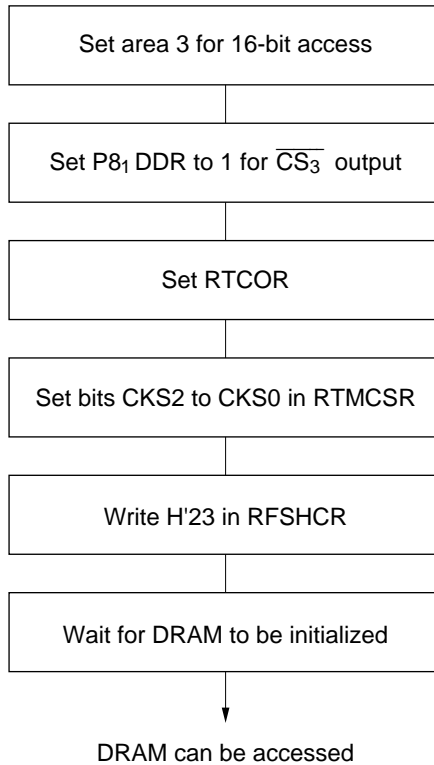 Set area 3 for 16-bit access
Set P8₁ DDR to 1 for C̅S̅₃̅ output
Set RTCOR
Set bits CKS2 to CKS0 in RTMCSR
Write H'23 in RFSHCR
Wait for DRAM to be initialized
DRAM can be accessed